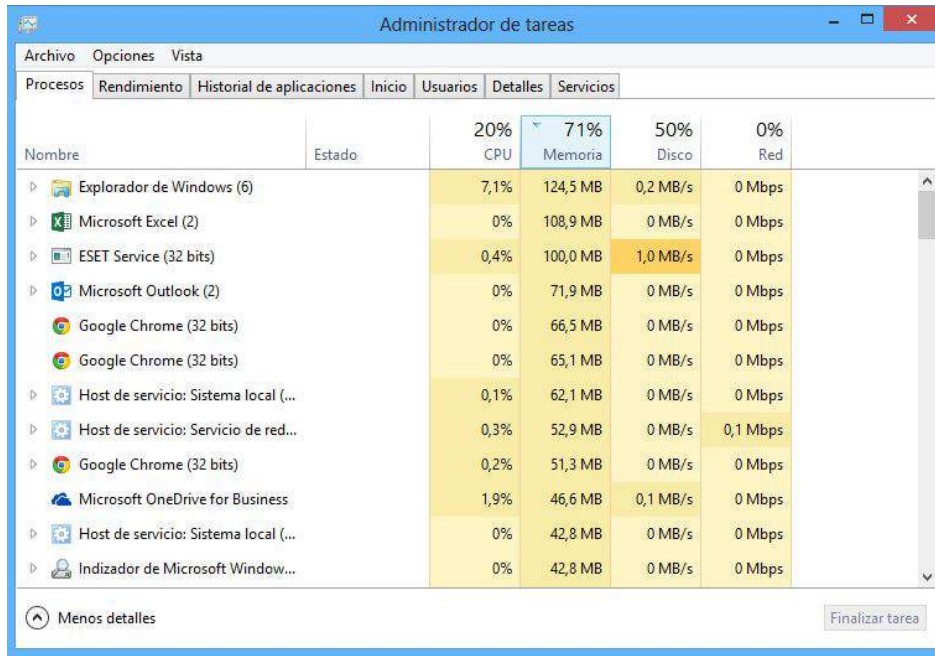 Administrador de tareas
Archivo Opciones Vista
Procesos Rendimiento Historial de aplicaciones Inicio Usuarios Detalles Servicios
20% 71% 50% 0%
Nombre Estado CPU Memoria Disco Red
Explorador de Windows (6) 7,1% 124,5 MB 0,2 MB/s 0 Mbps
Microsoft Excel (2) 0% 108,9 MB 0 MB/s 0 Mbps
ESET Service (32 bits) 0,4% 100,0 MB 1,0 MB/s 0 Mbps
Microsoft Outlook (2) 0% 71,9 MB 0 MB/s 0 Mbps
Google Chrome (32 bits) 0% 66,5 MB 0 MB/s 0 Mbps
Google Chrome (32 bits) 0% 65,1 MB 0 MB/s 0 Mbps
Host de servicio: Sistema local (... 0,1% 62,1 MB 0 MB/s 0 Mbps
Host de servicio: Servicio de red... 0,3% 52,9 MB 0 MB/s 0,1 Mbps
Google Chrome (32 bits) 0,2% 51,3 MB 0 MB/s 0 Mbps
Microsoft OneDrive for Business 1,9% 46,6 MB 0,1 MB/s 0 Mbps
Host de servicio: Sistema local (... 0% 42,8 MB 0 MB/s 0 Mbps
Indizador de Microsoft Window... 0% 42,8 MB 0 MB/s 0 Mbps
Menos detalles Finalizar tarea